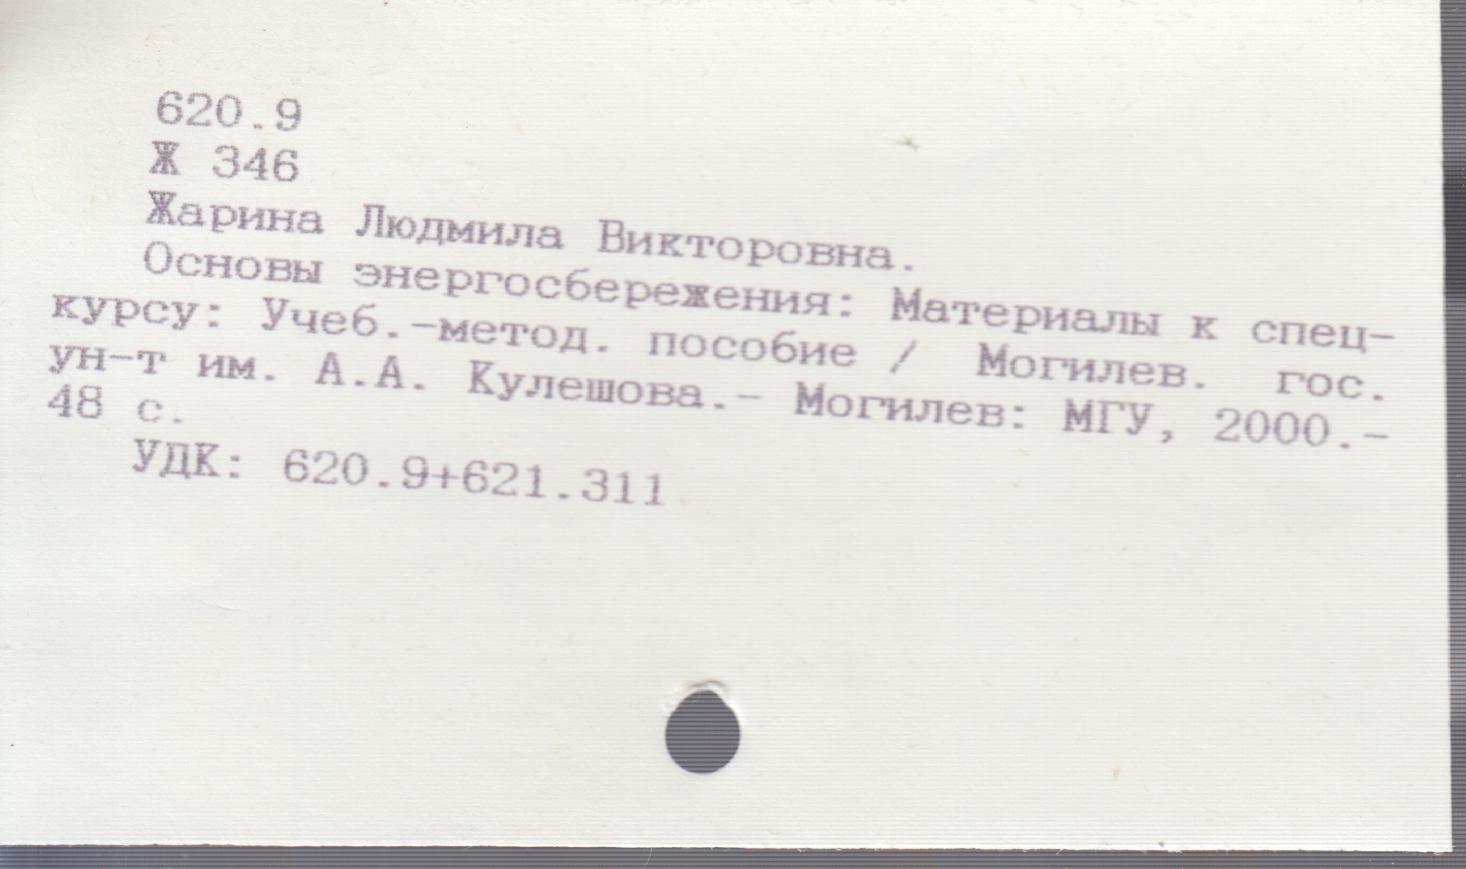 620.9
Ж 346
Жарина Людмила Викторовна.
Основы энергосбережения: Материалы к спец-
курсу: Учеб.-метод. пособие / Могилев. гос.
ун-т им. А.А. Кулешова.- Могилев: МГУ, 2000.-
48 с.
УДК: 620.9+621.311